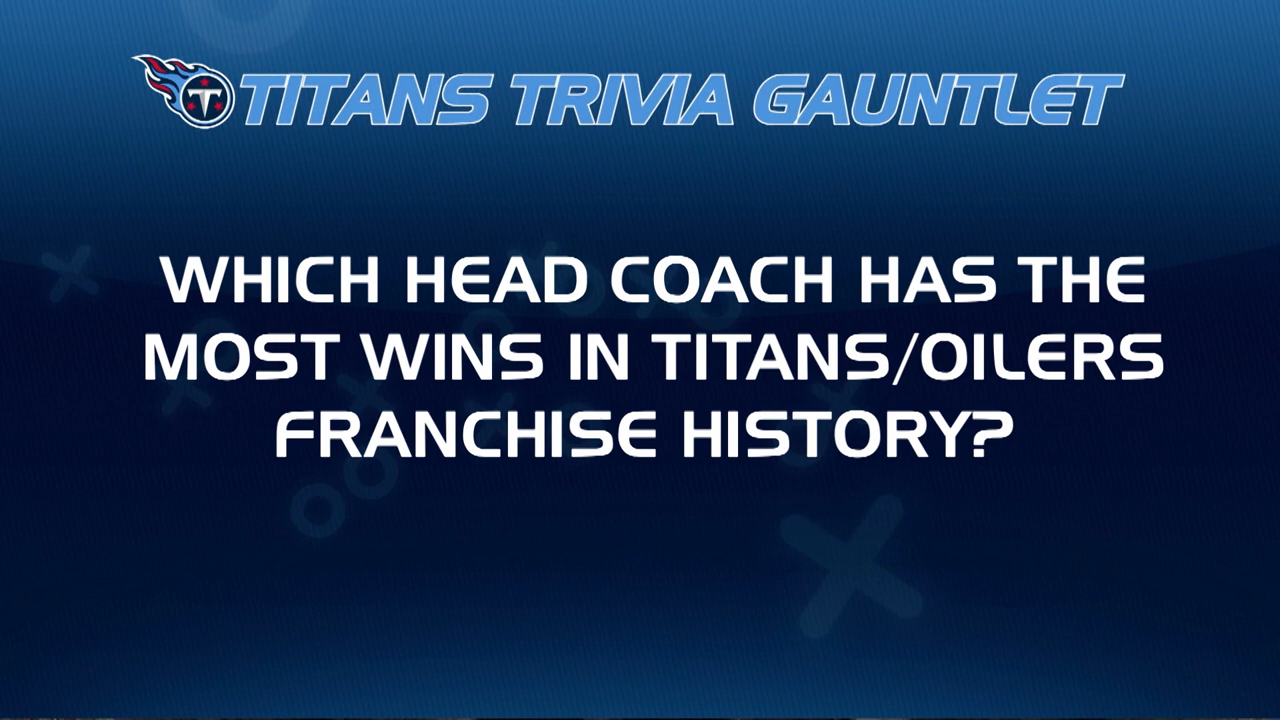 TITANS TRIVIA GAUNTLET
WHICH HEAD COACH HAS THE
MOST WINS IN TITANS/OILERS
FRANCHISE HISTORY?